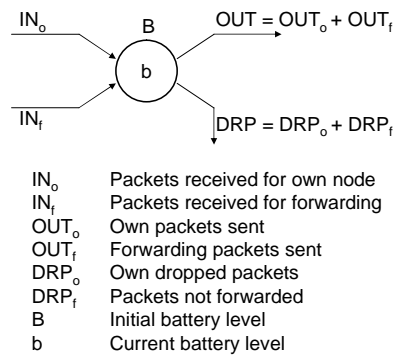 IN₀ B OUT = OUT₀ + OUT_f
b
IN_f
DRP = DRP₀ + DRP_f
IN₀ Packets received for own node
IN_f Packets received for forwarding
OUT₀ Own packets sent
OUT_f Forwarding packets sent
DRP₀ Own dropped packets
DRP_f Packets not forwarded
B Initial battery level
b Current battery level